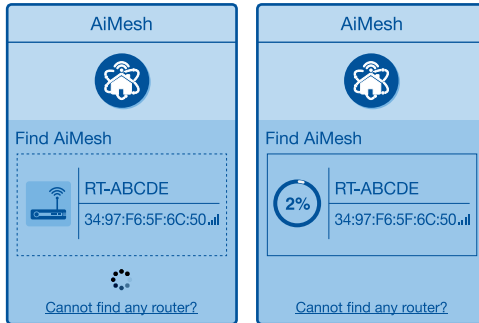 AiMesh
Find AiMesh
RT-ABCDE
34:97:F6:5F:6C:50
Cannot find any router?
AiMesh
Find AiMesh
2%
RT-ABCDE
34:97:F6:5F:6C:50
Cannot find any router?